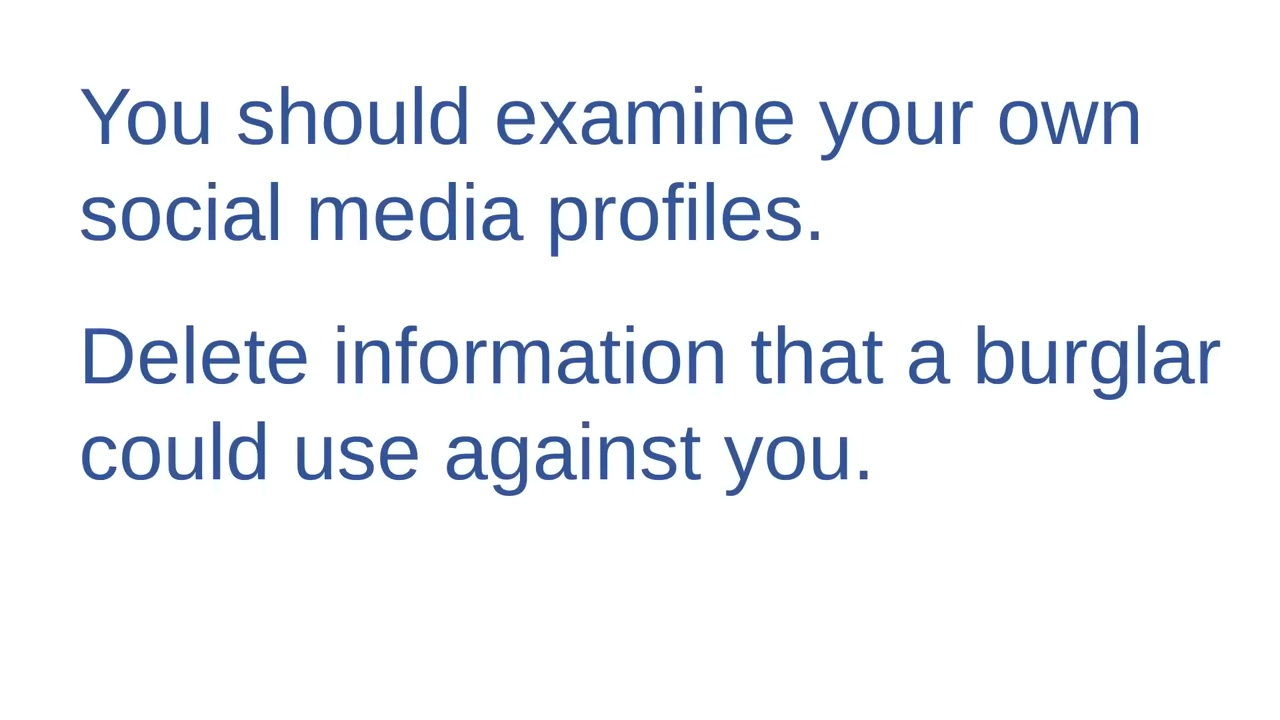 You should examine your own
social media profiles.
Delete information that a burglar
could use against you.